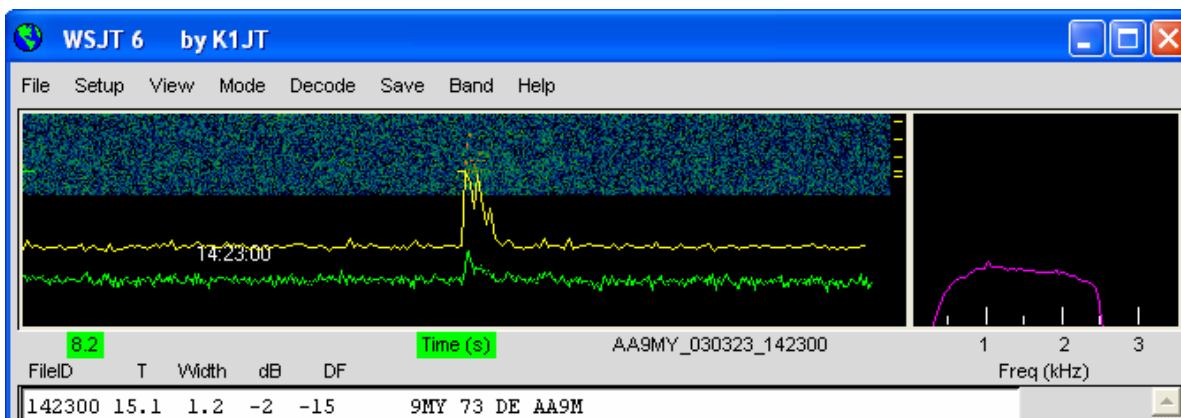 WSJT 6 by K1JT
File Setup View Mode Decode Save Band Help
14:23:00
8.2 Time (s) AA9MY_030323_142300 1 2 3
FileID T Width dB DF Freq (kHz)
142300 15.1 1.2 -2 -15 9MY 73 DE AA9M